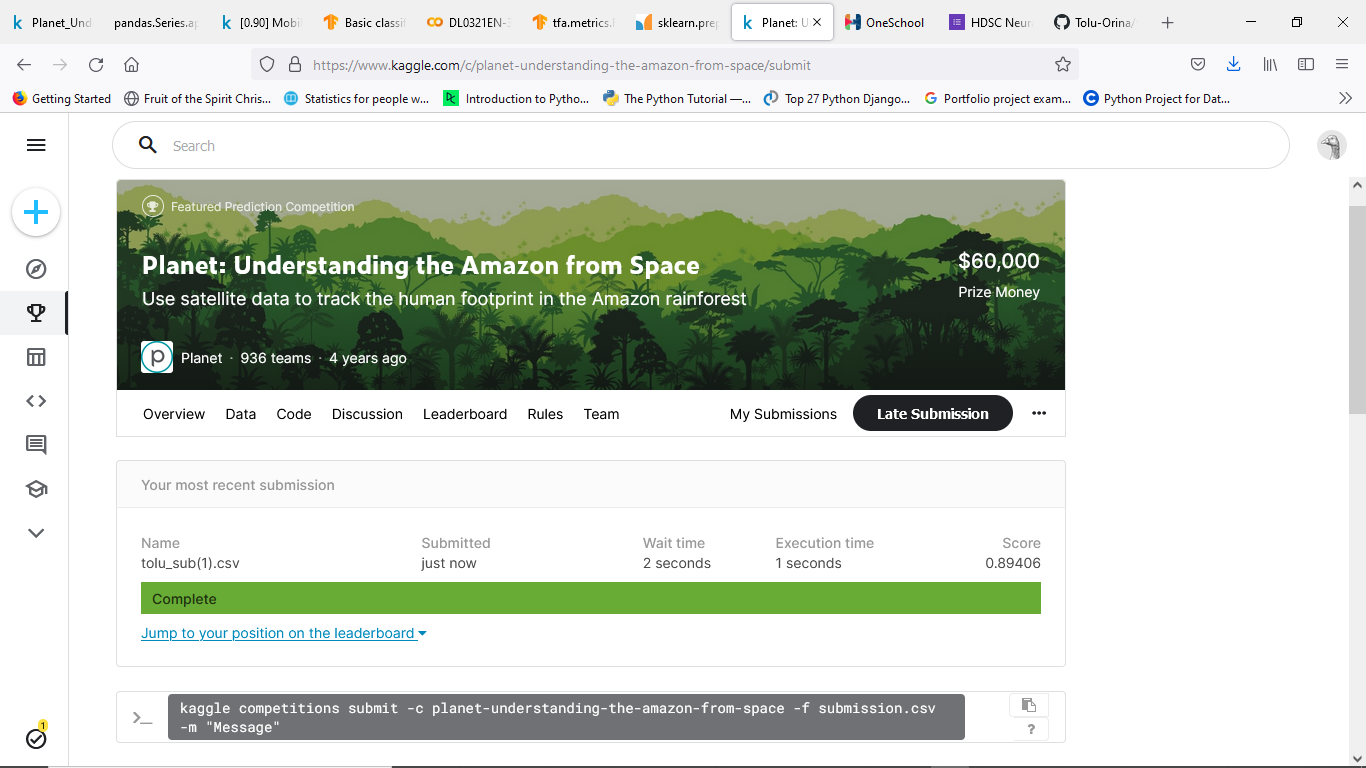 Planet_Und
pandas.Series.ap
[0.90] Mobil
Basic classif
DL0321EN-
tfa.metrics.
sklearn.prep
Planet: U
OneSchool
HDSC Neur
Tolu-Orina/
https://www.kaggle.com/c/planet-understanding-the-amazon-from-space/submit
Getting Started
Fruit of the Spirit Chris...
Statistics for people w...
Introduction to Pytho...
The Python Tutorial —...
Top 27 Python Django...
Portfolio project exam...
Python Project for Dat...
Search
Featured Prediction Competition
Planet: Understanding the Amazon from Space
Use satellite data to track the human footprint in the Amazon rainforest
$60,000
Prize Money
p Planet · 936 teams · 4 years ago
Overview Data Code Discussion Leaderboard Rules Team My Submissions Late Submission
Your most recent submission
Name Submitted Wait time Execution time Score
tolu_sub(1).csv just now 2 seconds 1 seconds 0.89406
Complete
Jump to your position on the leaderboard
kaggle competitions submit -c planet-understanding-the-amazon-from-space -f submission.csv
-m "Message"
?
1